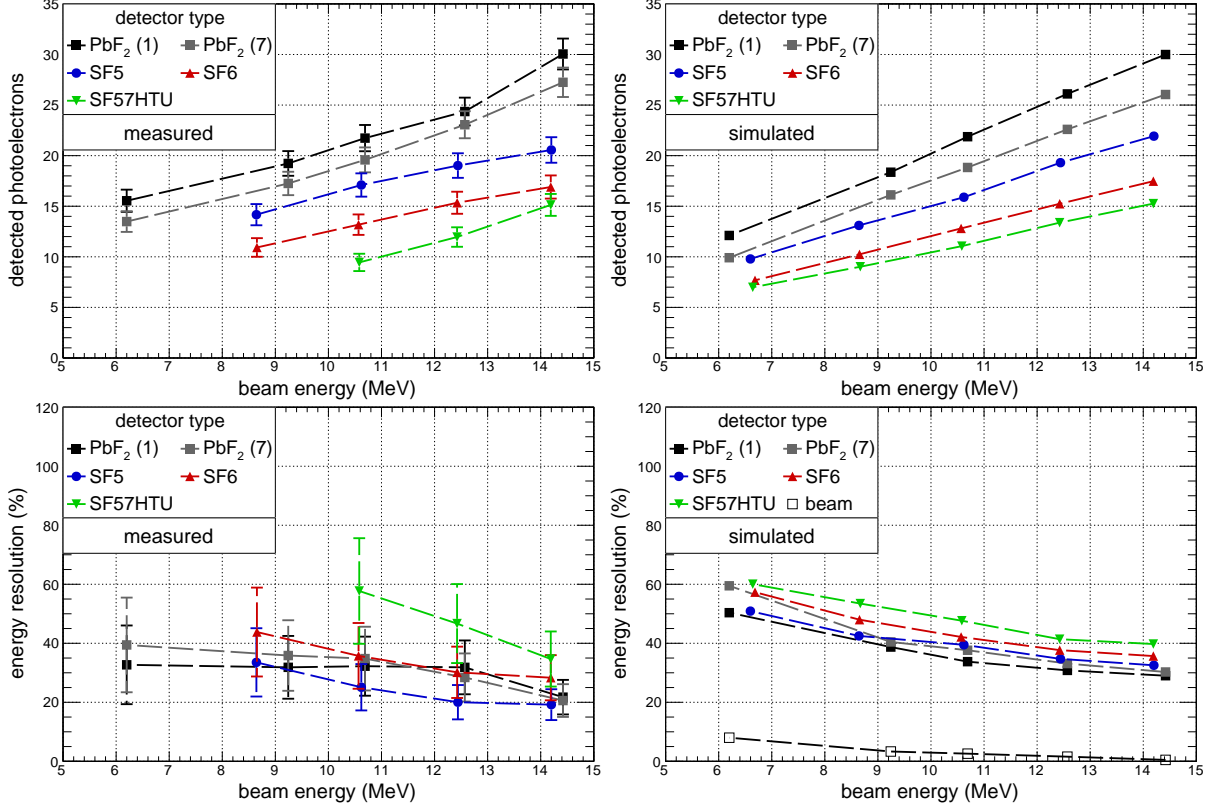 detector type
PbF2 (1) PbF2 (7)
SF5 SF6
SF57HTU
measured
detected photoelectrons
0 5 10 15 20 25 30 35
5 6 7 8 9 10 11 12 13 14 15
beam energy (MeV)
detector type
PbF2 (1) PbF2 (7)
SF5 SF6
SF57HTU
simulated
detected photoelectrons
0 5 10 15 20 25 30 35
5 6 7 8 9 10 11 12 13 14 15
beam energy (MeV)
detector type
PbF2 (1) PbF2 (7)
SF5 SF6
SF57HTU
measured
energy resolution (%)
0 20 40 60 80 100 120
5 6 7 8 9 10 11 12 13 14 15
beam energy (MeV)
detector type
PbF2 (1) PbF2 (7)
SF5 SF6
SF57HTU beam
simulated
energy resolution (%)
0 20 40 60 80 100 120
5 6 7 8 9 10 11 12 13 14 15
beam energy (MeV)